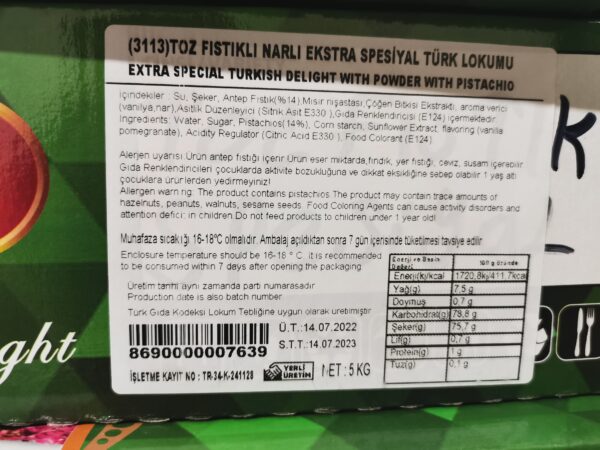 (3113)TOZ FISTIKLI NARLI EKSTRA SPESİYAL TÜRK LOKUMU
EXTRA SPECIAL TURKISH DELIGHT WITH POWDER WITH PISTACHIO
İçindekiler : Su, Şeker, Antep Fıstık(%14),Mısır nişastası,Çöğen Bitkisi Ekstraktı, aroma verici
(vanilya,nar),Asitlik Düzenleyici (Sitrik Asit E330 ),Gıda Renklendiricisi (E124) içermektedir
Ingredients: Water, Sugar, Pistachios(14%), Corn starch, Sunflower Extract, flavoring (vanilla
pomegranate), Acidity Regulator (Citric Acid E330 ), Food Colorant (E124)
Alerjen uyarısı: Ürün antep fıstığı içerir Ürün eser miktarda,fındık, yer fıstığı, ceviz, susam içerebilir
Gıda Renklendiricileri çocuklarda aktivite bozukluğuna ve dikkat eksikliğine sebep olabilir 1 yaş altı
çocuklara ürün lerden yedirmeyiniz!
Allergen warning: The product contains pistachios The product may contain trace amounts of
hazelnuts, peanuts, walnuts, sesame seeds. Food Coloring Agents can cause activity disorders and
attention deficit in children.Do not feed products to children under 1 year old!
Muhafaza sıcaklığı 16-18°C olmalıdır. Ambalaj açıldıktan sonra 7 gün içerisinde tüketilmesi tavsiye edilir
Enclosure temperature should be 16-18 ° C. it is recommended
to be consumed within 7 days after opening the packaging
Üretim tarihi aynı zamanda parti numarasıdır
Production date is also batch number
Türk Gıda Kodeksi Lokum Tebliğine uygun olarak üretilmiştir
Enerji ve Besin Değeri 100 g üründe
Enerji(kj/kcal 1720,8kj/411,7kcal
Yağ(g) 7,5 g
Doymuş 0,7 g
Karbohidrat(g) 78,8 g
Şeker(g) 75,7 g
Lif(g) 0,7 g
Protein(g) 1 g
Tuz(g) 0,1 g
Ü.T.: 14.07.2022
S.T.T.: 14.07.2023
8690000007639
İŞLETME KAYIT NO : TR-34-K-241128
YERLİ
ÜRETİM
NET : 5 KG
ght
K